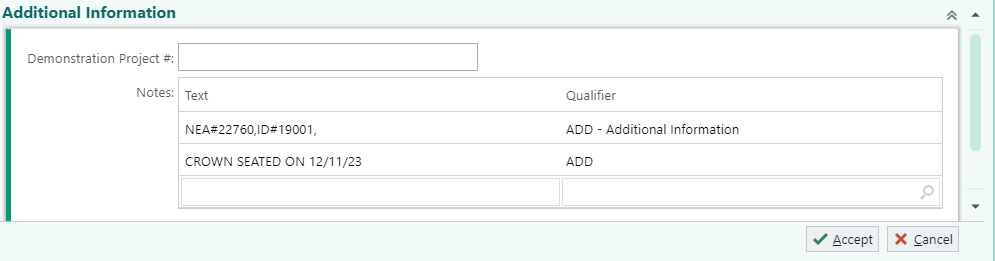 Additional Information
Demonstration Project #:
Notes:
Text Qualifier
NEA#22760,ID#19001, ADD - Additional Information
CROWN SEATED ON 12/11/23 ADD
Accept Cancel